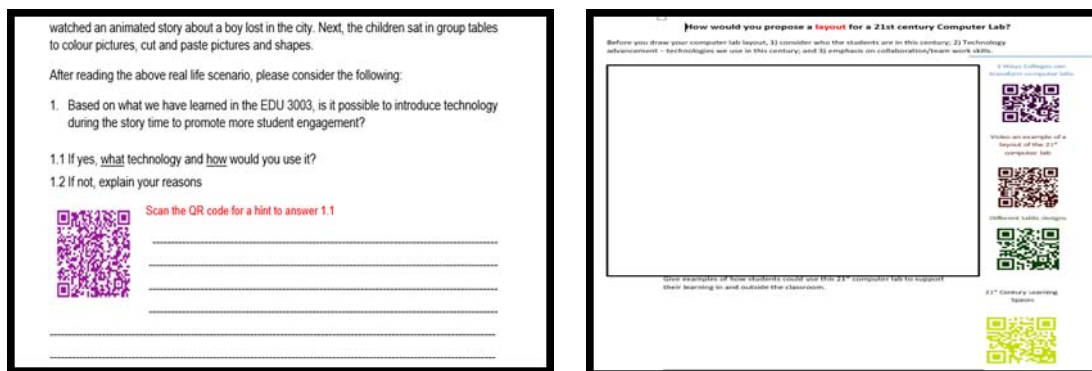 watched an animated story about a boy lost in the city. Next, the children sat in group tables
to colour pictures, cut and paste pictures and shapes.
After reading the above real life scenario, please consider the following:
1. Based on what we have learned in the EDU 3003, is it possible to introduce technology
during the story time to promote more student engagement?
1.1 If yes, what technology and how would you use it?
1.2 If not, explain your reasons
Scan the QR code for a hint to answer 1.1
How would you propose a layout for a 21st century Computer Lab?
Before you draw your computer lab layout, 1) consider who the students are in this century; 2) Technology
advancement – technologies we use in this century; and 3) emphasis on collaboration/team work skills.
3 Ways Colleges can
transform computer labs
Video an example of a
layout of the 21st
computer lab
Different table designs
Give examples of how students could use this 21st computer lab to support
their learning in and outside the classroom.
21st Century Learning
Spaces